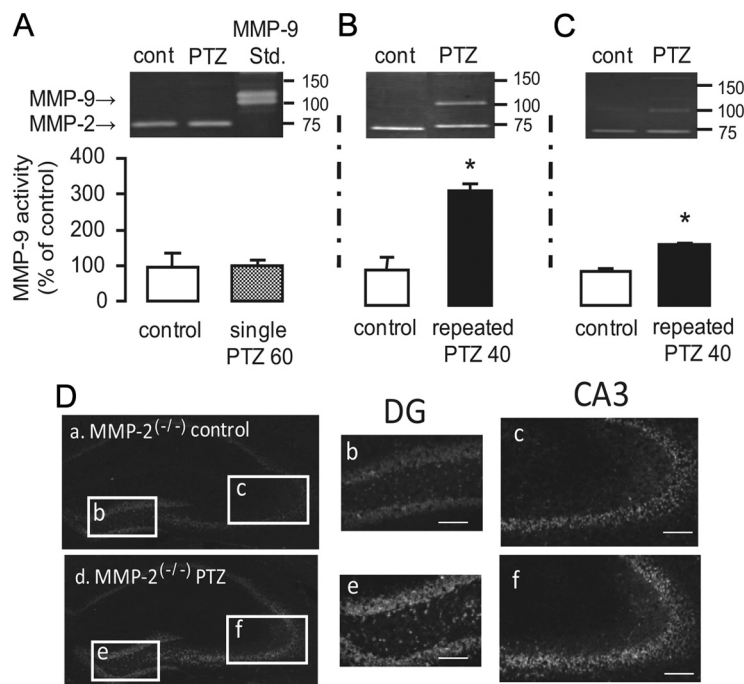 A
MMP-9
B
C
cont PTZ Std.
cont PTZ
cont PTZ
150
MMP-9→
100
MMP-2→
75
150
100
75
150
100
75
MMP-9 activity
(% of control)
400
300
200
100
0
*
*
control
single
PTZ 60
control
repeated
PTZ 40
control
repeated
PTZ 40
D
DG
CA3
a. MMP-2(-/-) control
b
c
b
c
d. MMP-2(-/-) PTZ
e
f
e
f